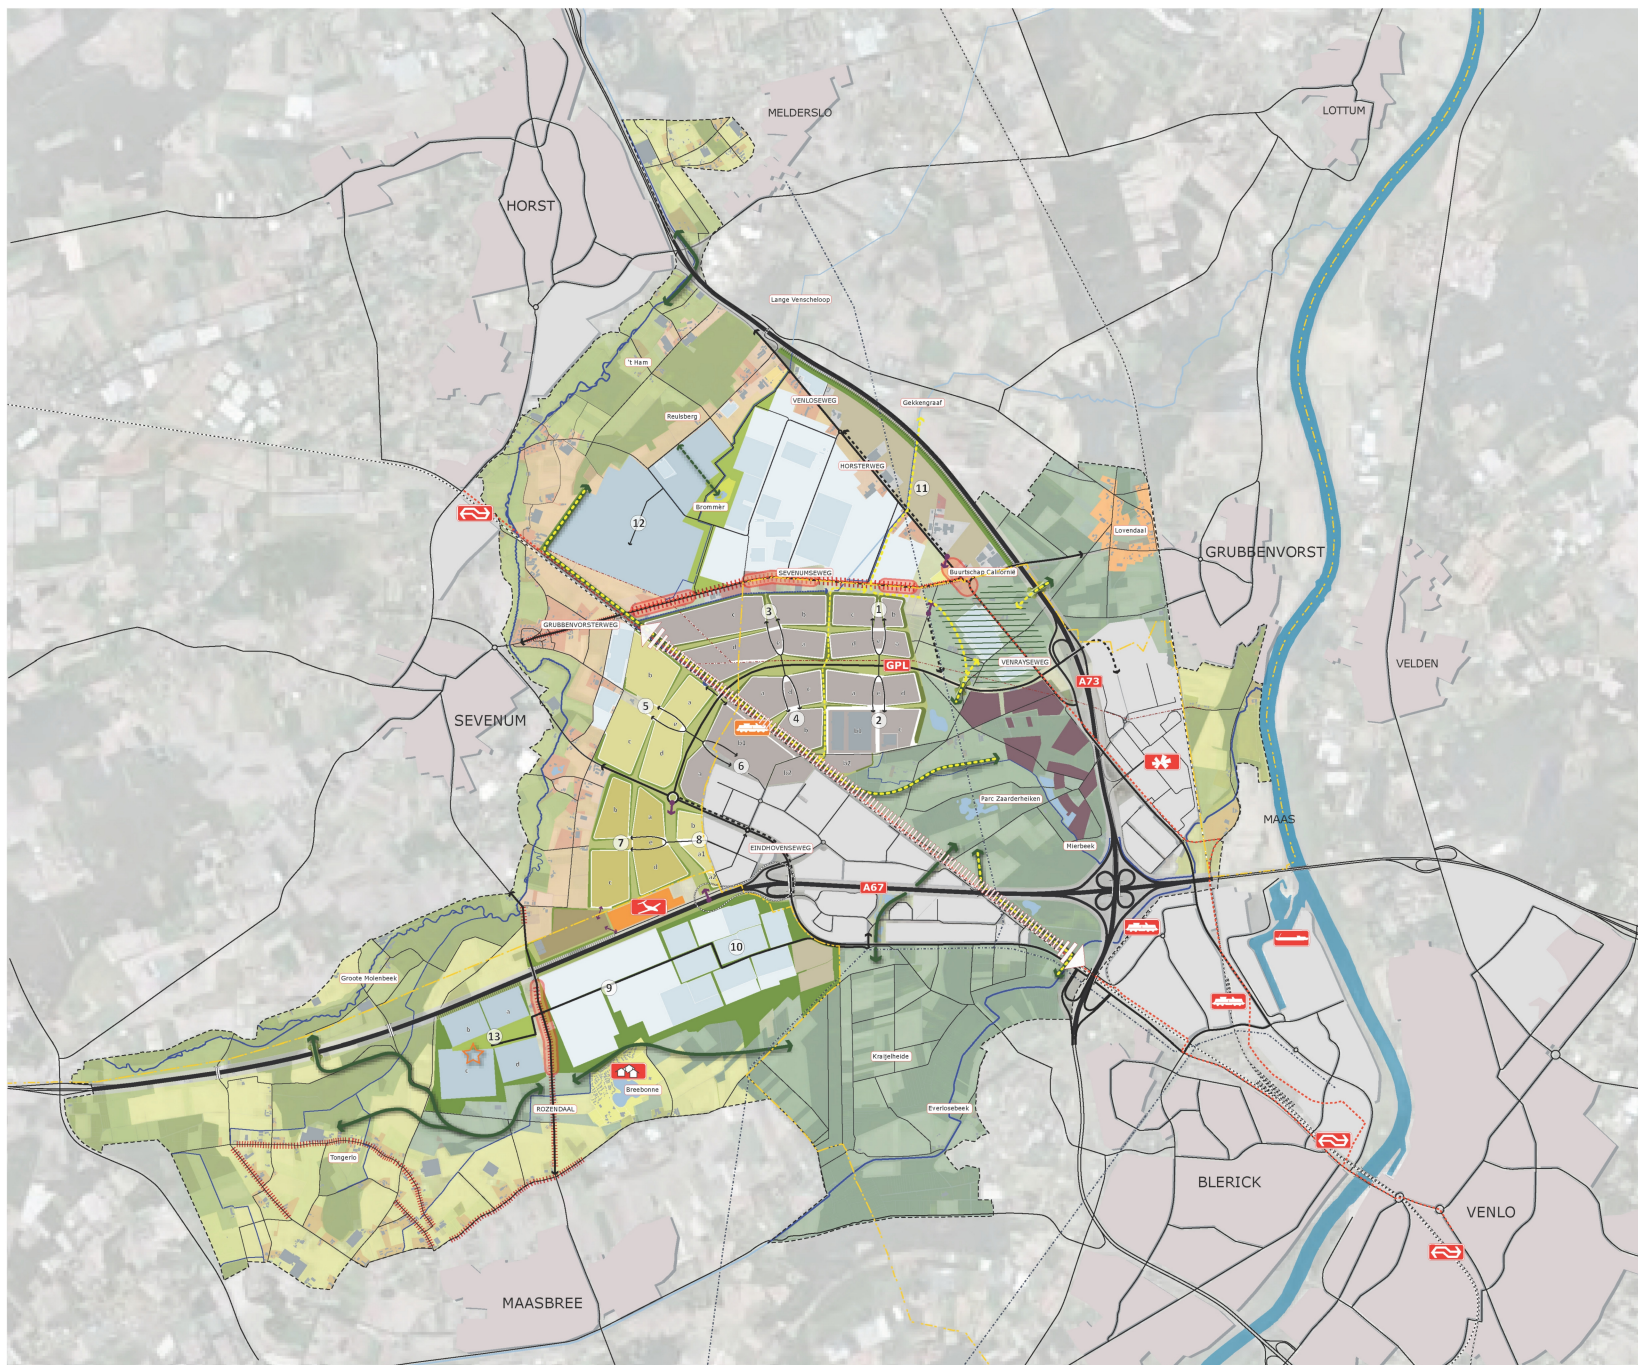 MELDERSLO
LOTTUM
HORST
Lange Venscheloop
't Ham
VENLOSEWEG
Gekkengraaf
Reulsberg
HORSTERWEG
11
Brommèr
12
Lovendaal
GRUBBENVORST
SEVENUMSEWEG
Buurtschap Californië
3
1
GRUBBENVORSTERWEG
GPL
VENRAYSEWEG
VELDEN
A73
5
4
2
SEVENUM
6
Parc Zaarderheiken
MAAS
7
8
EINDHOVENSEWEG
Mierbeek
A67
10
Groote Molenbeek
9
13
Kraijelheide
Breebonne
ROZENDAAL
Everlosebeek
Tongerlo
BLERICK
VENLO
MAASBREE